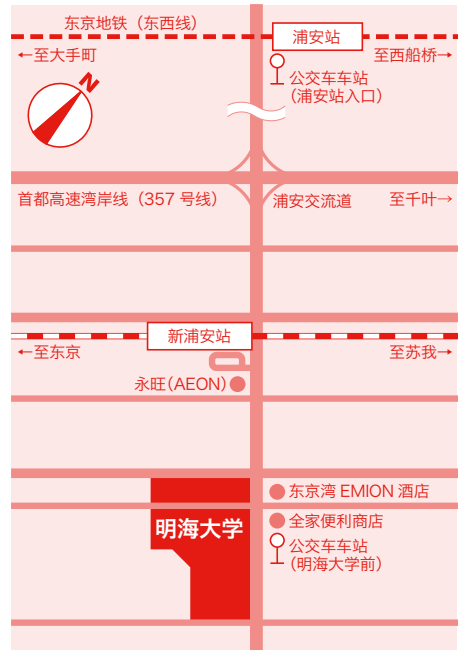 东京地铁（东西线）
浦安站
←至大手町
至西船桥→
公交车车站
（浦安站入口）
N
首都高速湾岸线（357 号线）
浦安交流道
至千叶→
新浦安站
←至东京
至苏我→
永旺（AEON）
东京湾 EMION 酒店
全家便利商店
明海大学
公交车车站
（明海大学前）